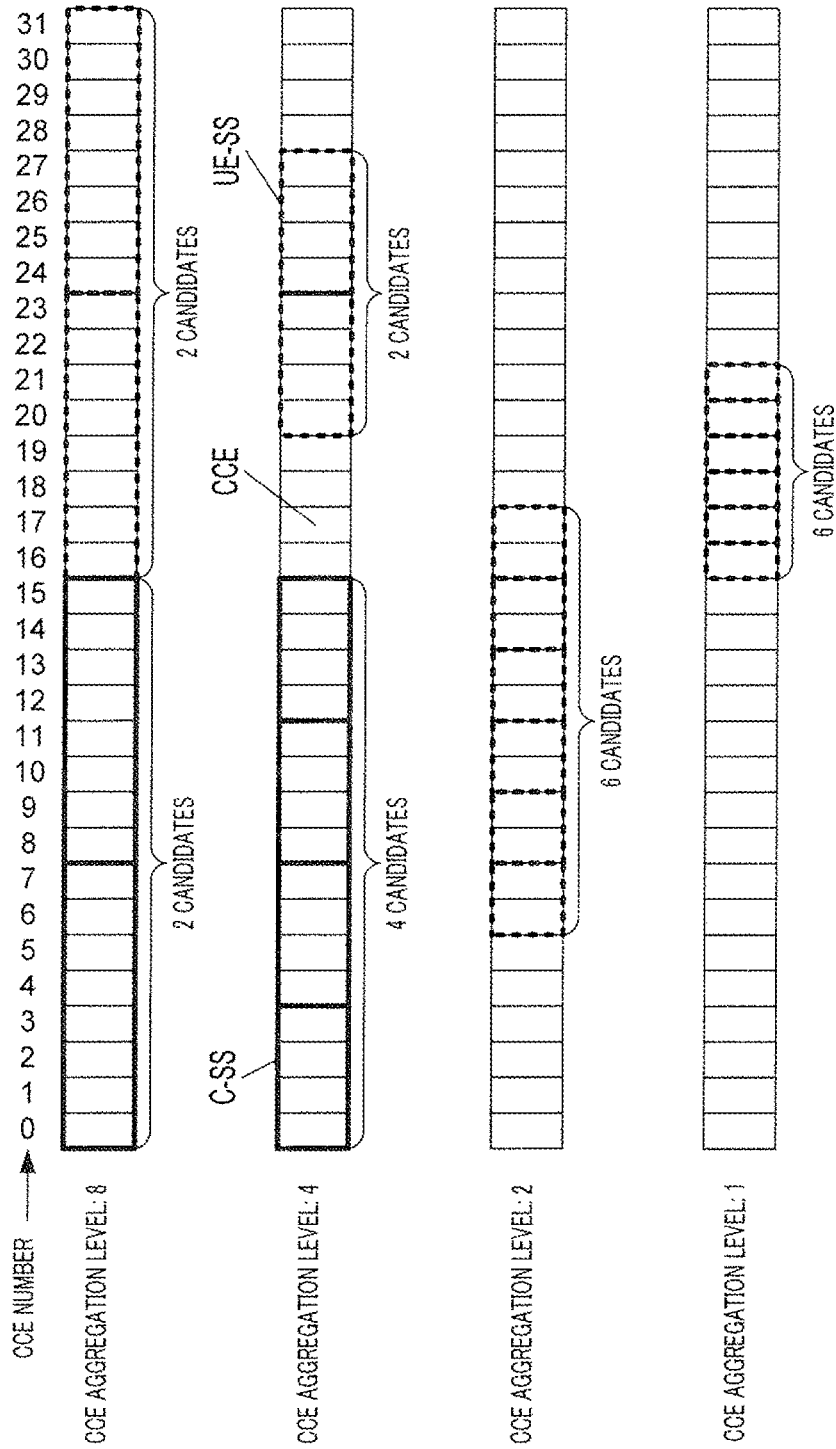 CCE NUMBER
0 1 2 3 4 5 6 7 8 9 10 11 12 13 14 15 16 17 18 19 20 21 22 23 24 25 26 27 28 29 30 31
CCE AGGREGATION LEVEL: 8
2 CANDIDATES
2 CANDIDATES
C-SS
CCE
UE-SS
CCE AGGREGATION LEVEL: 4
4 CANDIDATES
2 CANDIDATES
CCE AGGREGATION LEVEL: 2
6 CANDIDATES
CCE AGGREGATION LEVEL: 1
6 CANDIDATES